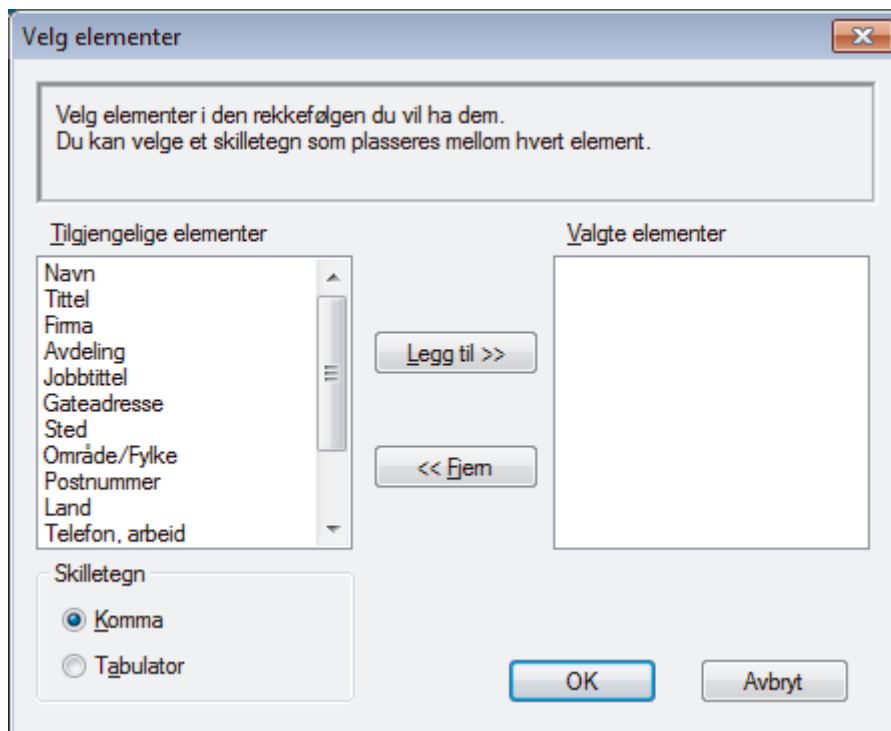 Velg elementer
Velg elementer i den rekkefølgen du vil ha dem.
Du kan velge et skilletegn som plasseres mellom hvert element.
Tilgjengelige elementer
Valgte elementer
Navn
Tittel
Firma
Avdeling
Jobbtittel
Gateadresse
Sted
Område/Fylke
Postnummer
Land
Telefon, arbeid
Legg til >>
<< Fjern
Skilletegn
Komma
Tabulator
OK
Avbryt